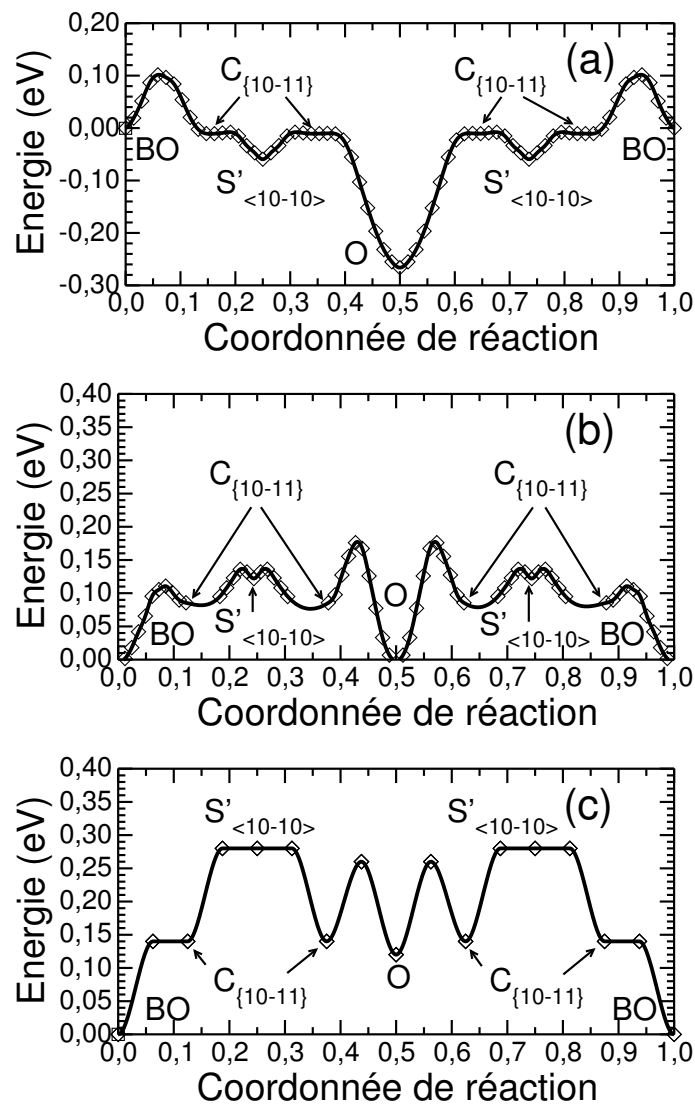 0,20
(a)
0,10
C{10-11}
C{10-11}
0,00
BO
BO
-0,10
S'<10-10>
S'<10-10>
-0,20
O
-0,30
0,0 0,1 0,2 0,3 0,4 0,5 0,6 0,7 0,8 0,9 1,0
Energie (eV)
Coordonnée de réaction
0,40
(b)
0,35
0,30
C{10-11}
C{10-11}
0,25
0,20
0,15
0,10
O
S'<10-10>
S'<10-10>
0,05
BO
BO
0,00
0,0 0,1 0,2 0,3 0,4 0,5 0,6 0,7 0,8 0,9 1,0
Energie (eV)
Coordonnée de réaction
0,40
(c)
0,35
S'<10-10>
S'<10-10>
0,30
0,25
0,20
0,15
0,10
C{10-11}
O
C{10-11}
0,05
BO
BO
0,00
0,0 0,1 0,2 0,3 0,4 0,5 0,6 0,7 0,8 0,9 1,0
Energie (eV)
Coordonnée de réaction